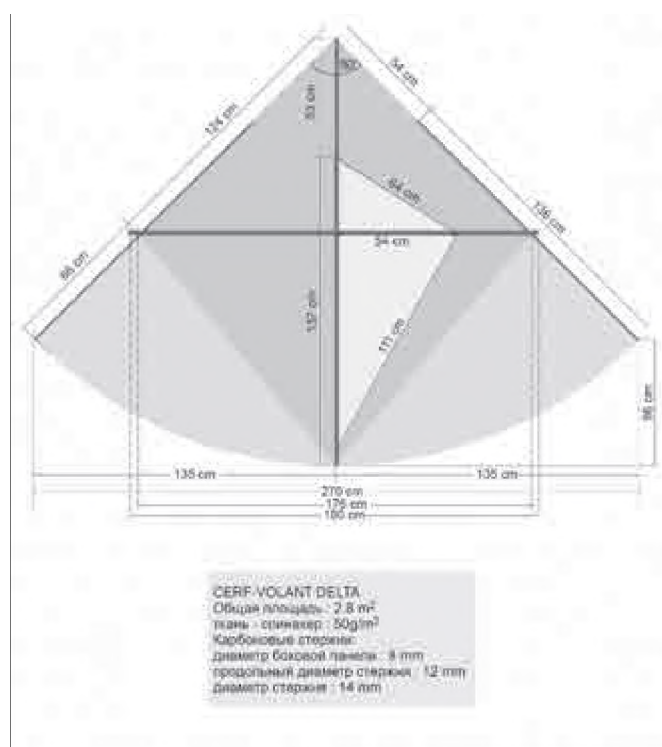 54 cm
124 cm
53 cm
64 cm
136 cm
54 cm
66 cm
137 cm
111 cm
86 cm
135 cm
135 cm
270 cm
175 cm
180 cm
CERF-VOLANT DELTA
Общая площадь : 2.8 m²
ткань - спинакер : 50g/m²
Карбоновые стержни:
диаметр боковой панели : 8 mm
продольный диаметр стержня : 12 mm
диаметр стержня : 14 mm